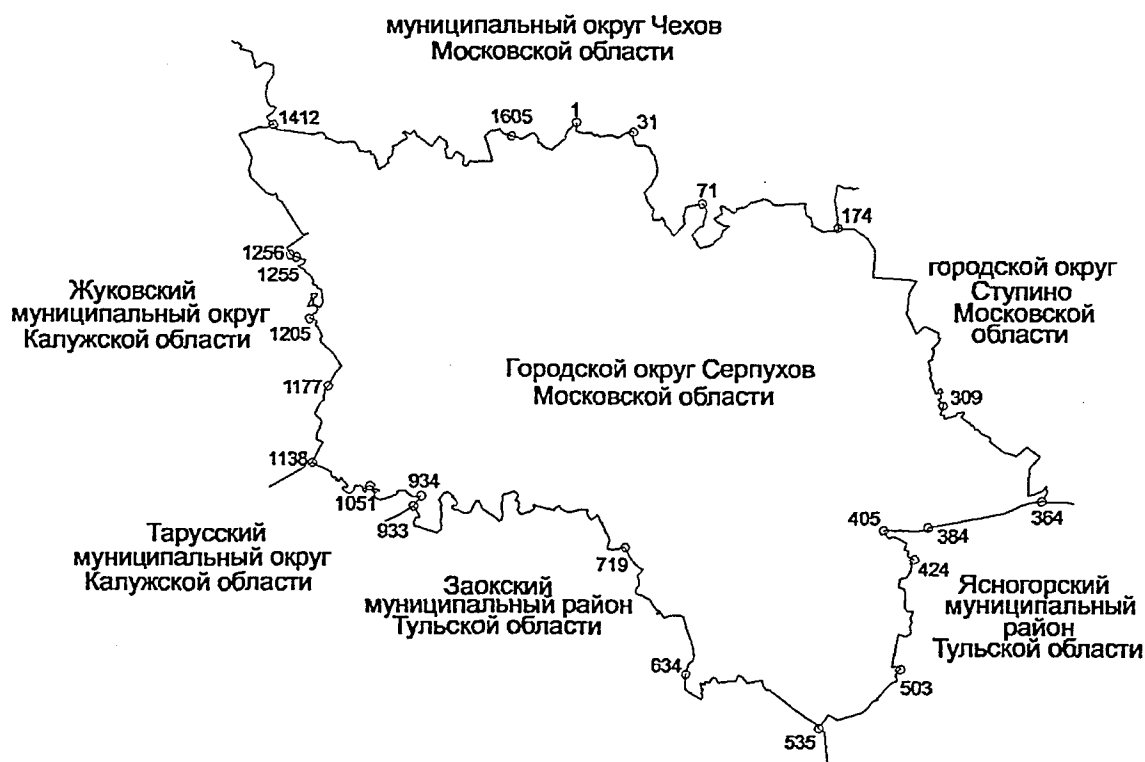 муниципальный округ Чехов
Московской области
1412
1605
1
31
71
174
городской округ
Ступино
Московской
области
1256
1255
Жуковский
муниципальный округ
Калужской области
1205
Городской округ Серпухов
Московской области
1177
309
1138
1051
934
933
364
384
405
424
Тарусский
муниципальный округ
Калужской области
719
Заокский
муниципальный район
Тульской области
Ясногорский
муниципальный
район
Тульской области
634
503
535